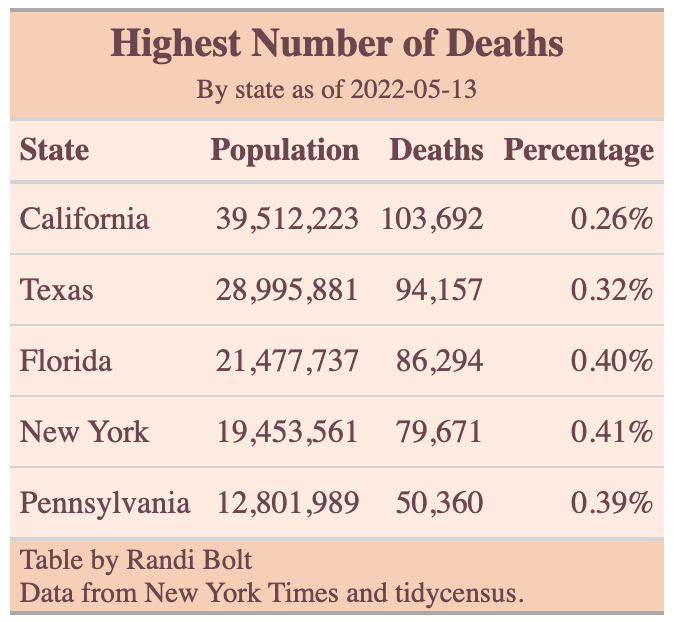 Highest Number of Deaths
By state as of 2022-05-13
State Population Deaths Percentage
California 39,512,223 103,692 0.26%
Texas 28,995,881 94,157 0.32%
Florida 21,477,737 86,294 0.40%
New York 19,453,561 79,671 0.41%
Pennsylvania 12,801,989 50,360 0.39%
Table by Randi Bolt
Data from New York Times and tidycensus.